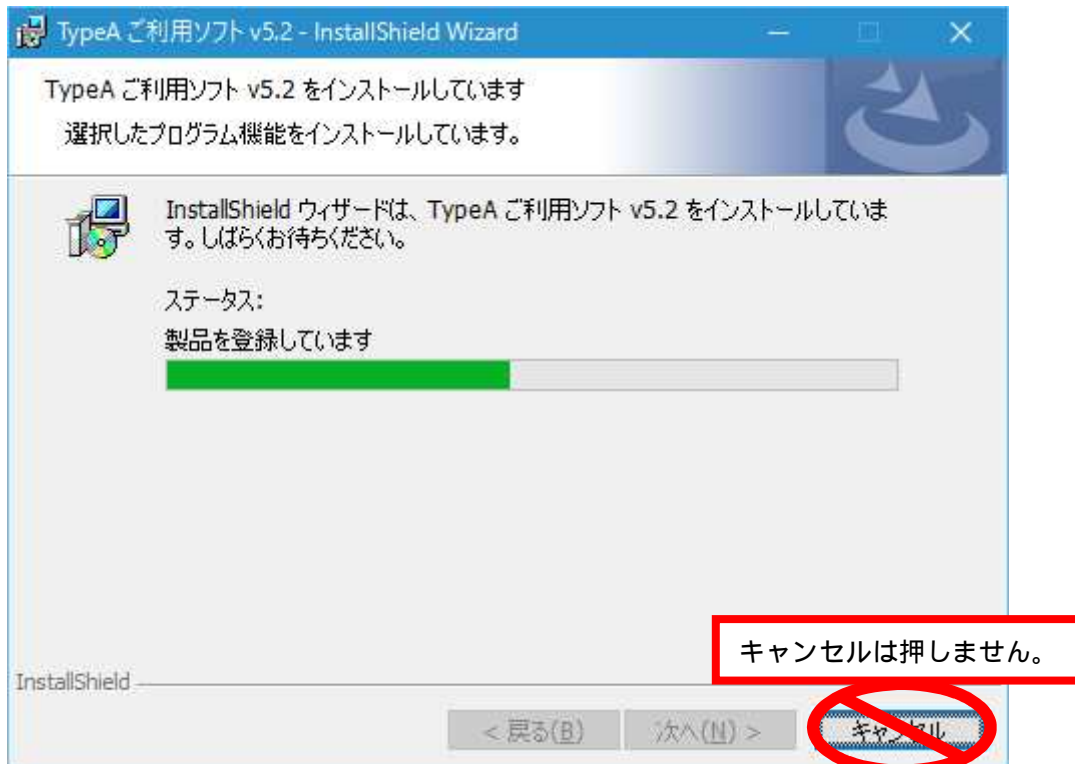 TypeA ご利用ソフト v5.2 - InstallShield Wizard
TypeA ご利用ソフト v5.2 をインストールしています
選択したプログラム機能をインストールしています。
InstallShield ウィザードは、TypeA ご利用ソフト v5.2 をインストールしていま
す。しばらくお待ちください。
ステータス:
製品を登録しています
キャンセルは押しません。
InstallShield
< 戻る(B) 次へ(N) > キャンセル